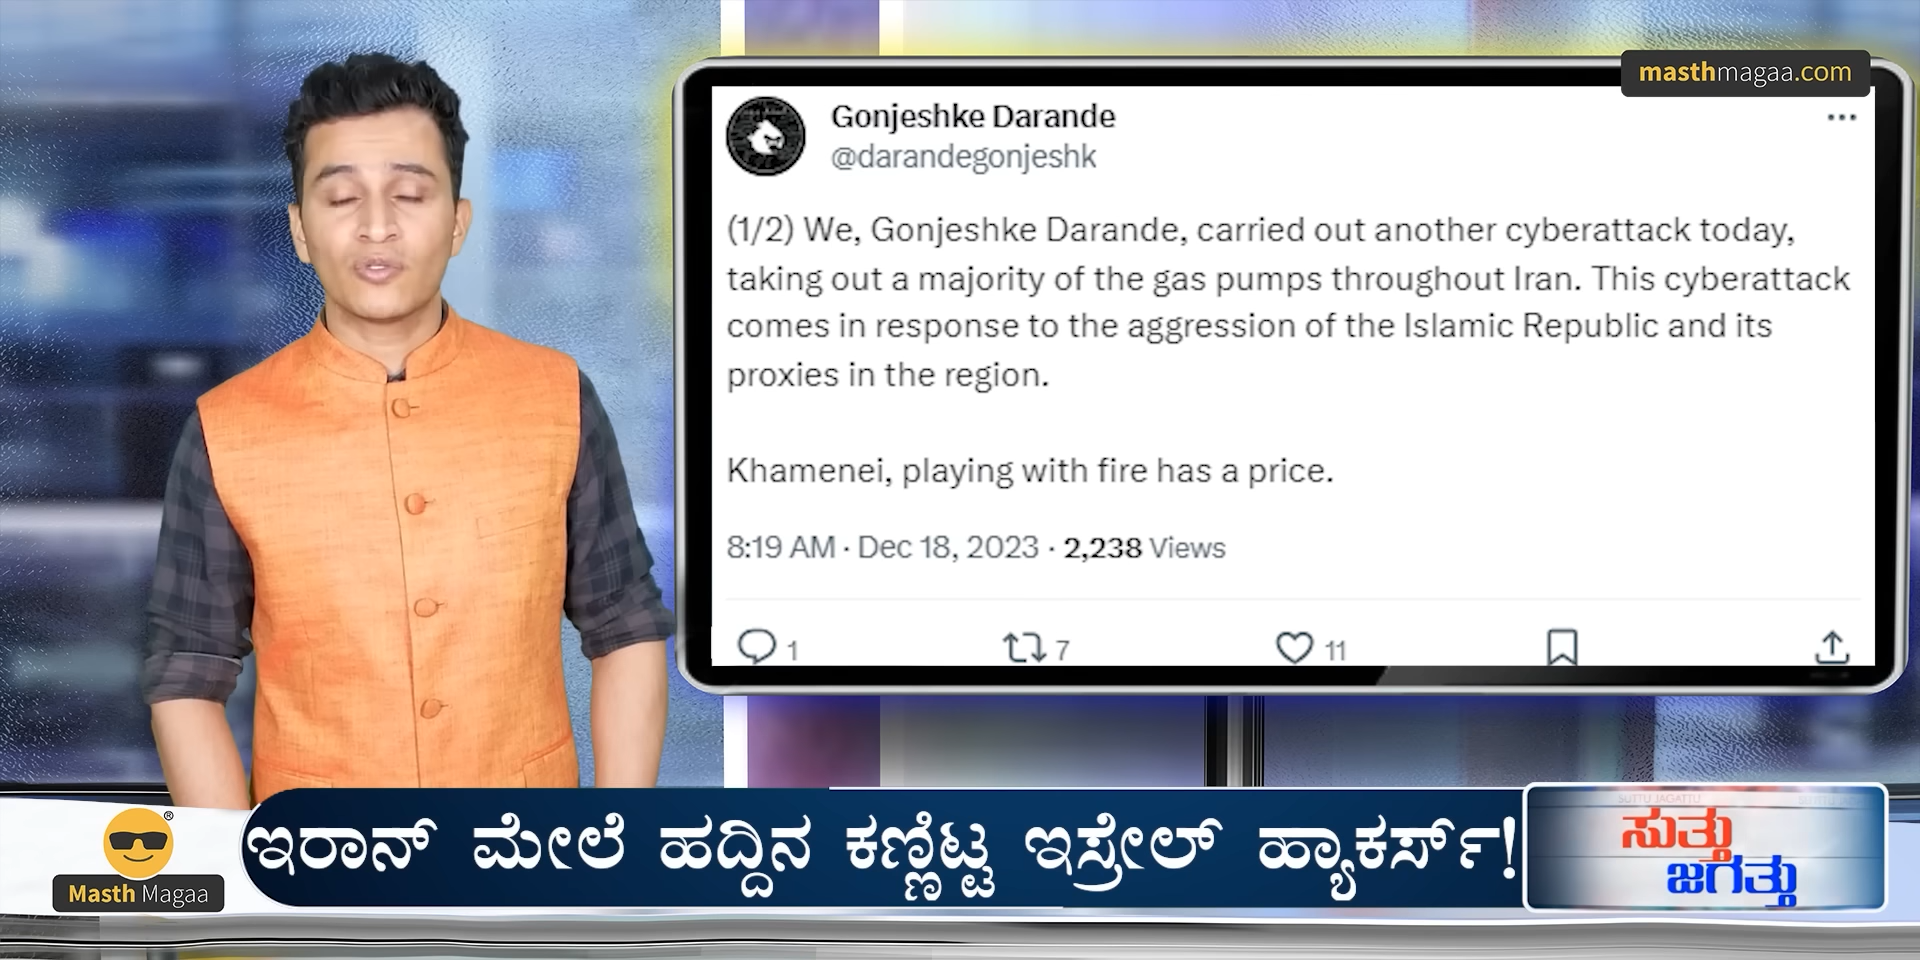 masthmagaa.com
Gonjeshke Darande
@darandegonjeshk
(1/2) We, Gonjeshke Darande, carried out another cyberattack today,
taking out a majority of the gas pumps throughout Iran. This cyberattack
comes in response to the aggression of the Islamic Republic and its
proxies in the region.
Khamenei, playing with fire has a price.
8:19 AM · Dec 18, 2023 · 2,238 Views
1 7 11
ಇರಾನ್ ಮೇಲೆ ಹದ್ದಿನ ಕಣ್ಣಿಟ್ಟ ಇಸ್ರೇಲ್ ಹ್ಯಾಕರ್ಸ್!
Masth Magaa
SUTTU JAGATTU
ಸುತ್ತು
ಜಗತ್ತು